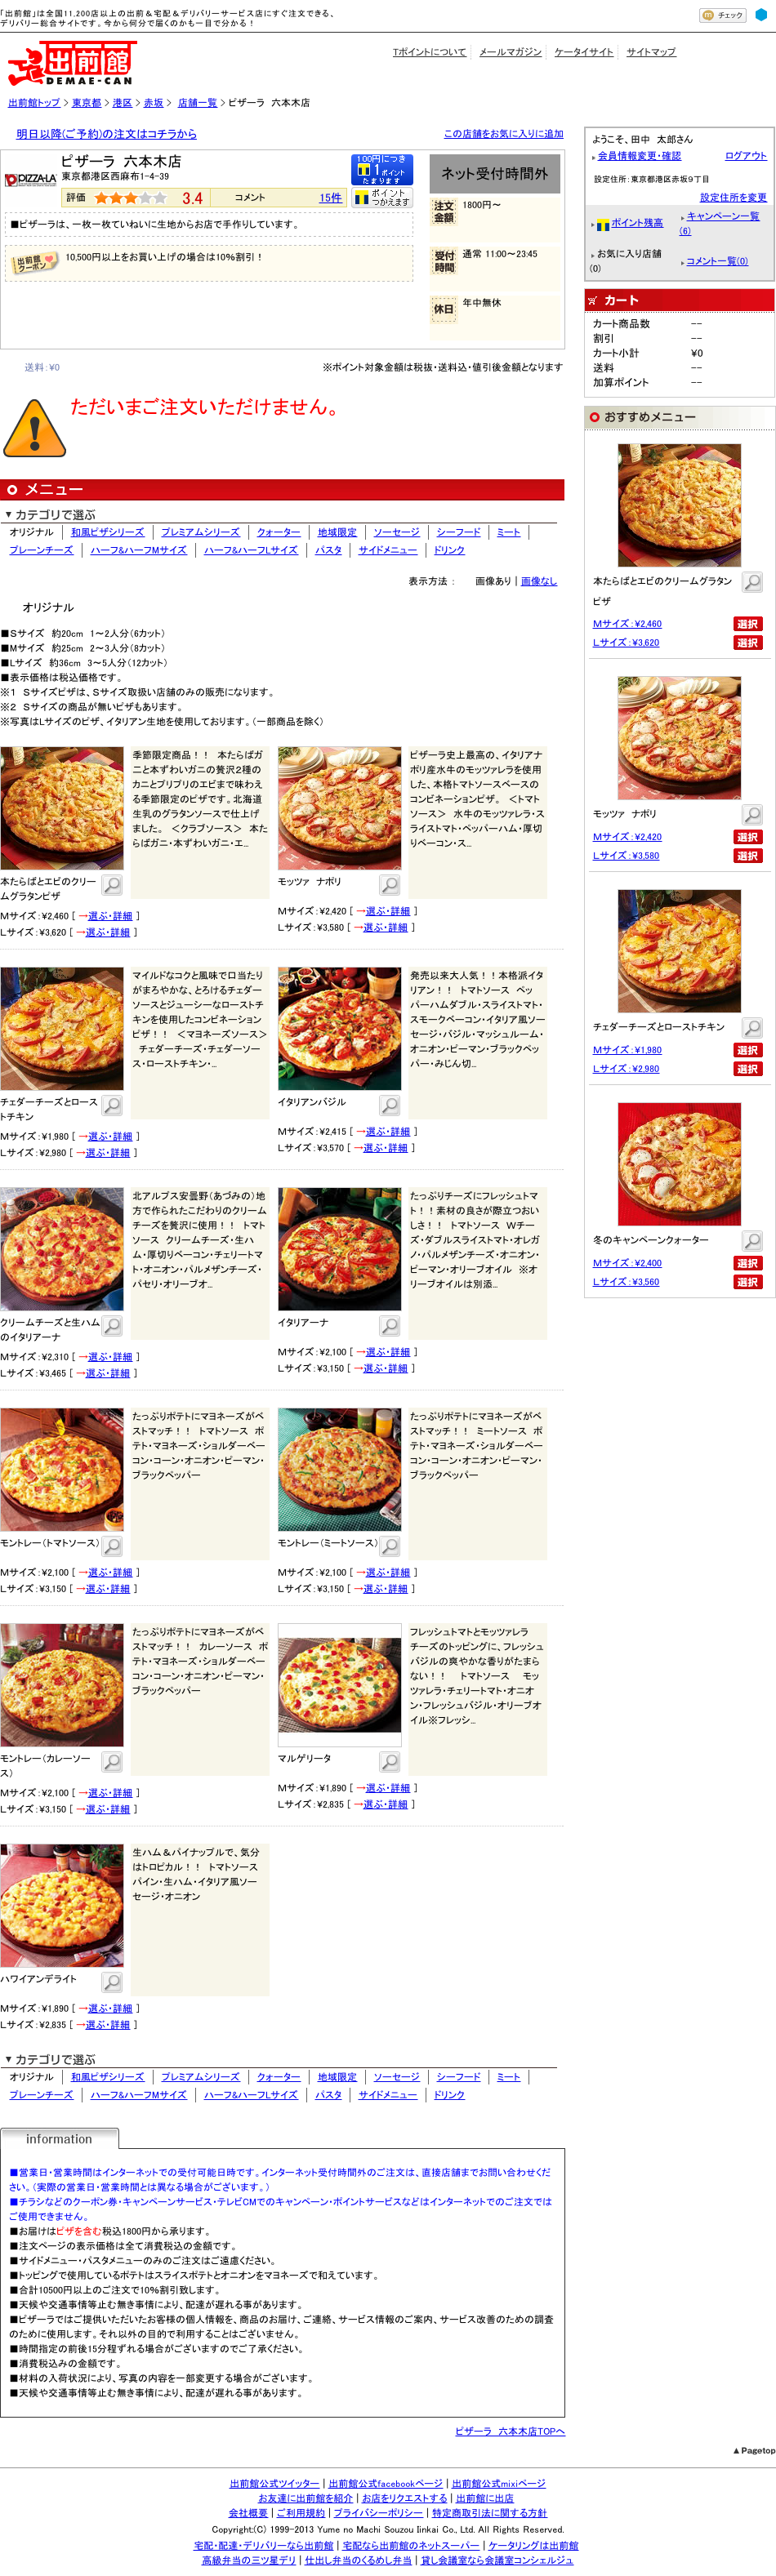 「出前館」は全国11,200店以上の出前＆宅配＆デリバリーサービス店にすぐ注文できる、
デリバリー総合サイトです。今から何分で届くのかも一目で分かる！
m チェック
出前館
DEMAE-CAN
Tポイントについて メールマガジン ケータイサイト サイトマップ
出前館トップ > 東京都 > 港区 > 赤坂 > 店舗一覧 > ピザーラ 六本木店
明日以降(ご予約)の注文はコチラから
この店舗をお気に入りに追加
PIZZA-LA
ピザーラ 六本木店
東京都港区西麻布1-4-39
評価 3.4 コメント 15件
100円につき
1ポイント
たまります
ポイント
つかえます
■ピザーラは、一枚一枚ていねいに生地からお店で手作りしています。
出前館
クーポン
10,500円以上をお買い上げの場合は10%割引！
ネット受付時間外
注文金額 1800円～
受付時間 通常 11:00～23:45
休日 年中無休
送料：¥0
※ポイント対象金額は税抜・送料込・値引後金額となります
ただいまご注文いただけません。
メニュー
▼カテゴリで選ぶ
オリジナル | 和風ピザシリーズ | プレミアムシリーズ | クォーター | 地域限定 | ソーセージ | シーフード | ミート |
プレーンチーズ | ハーフ&ハーフMサイズ | ハーフ&ハーフLサイズ | パスタ | サイドメニュー | ドリンク
表示方法 ： 画像あり | 画像なし
オリジナル
■Ｓサイズ 約20cm 1～2人分（6カット）
■Ｍサイズ 約25cm 2～3人分（8カット）
■Ｌサイズ 約36cm 3～5人分（12カット）
■表示価格は税込価格です。
※１ Ｓサイズピザは、Ｓサイズ取扱い店舗のみの販売になります。
※２ Ｓサイズの商品が無いピザもあります。
※写真はＬサイズのピザ、イタリアン生地を使用しております。（一部商品を除く）
季節限定商品！！ 本たらばガ
ニと本ずわいガニの贅沢2種の
カニとプリプリのエビまで味わえ
る季節限定のピザです。北海道
生乳のグラタンソースで仕上げ
ました。 ＜クラブソース＞ 本た
らばガニ・本ずわいガニ・エ...
本たらばとエビのクリー
ムグラタンピザ
Ｍサイズ：¥2,460 [ →選ぶ・詳細 ]
Ｌサイズ：¥3,620 [ →選ぶ・詳細 ]
ピザーラ史上最高の、イタリアナ
ポリ産水牛のモッツァレラを使用
した、本格トマトソースベースの
コンビネーションピザ。 ＜トマト
ソース＞ 水牛のモッツァレラ・ス
ライストマト・ペッパーハム・厚切
りベーコン・ス...
モッツァ ナポリ
Ｍサイズ：¥2,420 [ →選ぶ・詳細 ]
Ｌサイズ：¥3,580 [ →選ぶ・詳細 ]
マイルドなコクと風味で口当たり
がまろやかな、とろけるチェダー
ソースとジューシーなローストチ
キンを使用したコンビネーション
ピザ！！ ＜マヨネーズソース＞
チェダーチーズ・チェダーソー
ス・ローストチキン・...
チェダーチーズとロース
トチキン
Ｍサイズ：¥1,980 [ →選ぶ・詳細 ]
Ｌサイズ：¥2,980 [ →選ぶ・詳細 ]
発売以来大人気！！本格派イタ
リアン！！ トマトソース ペッ
パーハムダブル・スライストマト・
スモークベーコン・イタリア風ソー
セージ・バジル・マッシュルーム・
オニオン・ピーマン・ブラックペッ
パー・みじん切...
イタリアンバジル
Ｍサイズ：¥2,415 [ →選ぶ・詳細 ]
Ｌサイズ：¥3,570 [ →選ぶ・詳細 ]
北アルプス安曇野（あづみの）地
方で作られたこだわりのクリーム
チーズを贅沢に使用！！ トマト
ソース クリームチーズ・生ハ
ム・厚切りベーコン・チェリートマ
ト・オニオン・パルメザンチーズ・
パセリ・オリーブオ...
クリームチーズと生ハム
のイタリアーナ
Ｍサイズ：¥2,310 [ →選ぶ・詳細 ]
Ｌサイズ：¥3,465 [ →選ぶ・詳細 ]
たっぷりチーズにフレッシュトマ
ト！！素材の良さが際立つおい
しさ！！ トマトソース Ｗチー
ズ・ダブルスライストマト・オレガ
ノ・パルメザンチーズ・オニオン・
ピーマン・オリーブオイル ※オ
リーブオイルは別添...
イタリアーナ
Ｍサイズ：¥2,100 [ →選ぶ・詳細 ]
Ｌサイズ：¥3,150 [ →選ぶ・詳細 ]
たっぷりポテトにマヨネーズがベ
ストマッチ！！ トマトソース ポ
テト・マヨネーズ・ショルダーベー
コン・コーン・オニオン・ピーマン・
ブラックペッパー
モントレー（トマトソース）
Ｍサイズ：¥2,100 [ →選ぶ・詳細 ]
Ｌサイズ：¥3,150 [ →選ぶ・詳細 ]
たっぷりポテトにマヨネーズがベ
ストマッチ！！ ミートソース ポ
テト・マヨネーズ・ショルダーベー
コン・コーン・オニオン・ピーマン・
ブラックペッパー
モントレー（ミートソース）
Ｍサイズ：¥2,100 [ →選ぶ・詳細 ]
Ｌサイズ：¥3,150 [ →選ぶ・詳細 ]
たっぷりポテトにマヨネーズがベ
ストマッチ！！ カレーソース ポ
テト・マヨネーズ・ショルダーベー
コン・コーン・オニオン・ピーマン・
ブラックペッパー
モントレー（カレーソー
ス）
Ｍサイズ：¥2,100 [ →選ぶ・詳細 ]
Ｌサイズ：¥3,150 [ →選ぶ・詳細 ]
フレッシュトマトとモッツァレラ
チーズのトッピングに、フレッシュ
バジルの爽やかな香りがたまら
ない！！ トマトソース モッ
ツァレラ・チェリートマト・オニオ
ン・フレッシュバジル・オリーブオ
イル※フレッシ...
マルゲリータ
Ｍサイズ：¥1,890 [ →選ぶ・詳細 ]
Ｌサイズ：¥2,835 [ →選ぶ・詳細 ]
生ハム＆パイナップルで、気分
はトロピカル！！ トマトソース
パイン・生ハム・イタリア風ソー
セージ・オニオン
ハワイアンデライト
Ｍサイズ：¥1,890 [ →選ぶ・詳細 ]
Ｌサイズ：¥2,835 [ →選ぶ・詳細 ]
▼カテゴリで選ぶ
オリジナル | 和風ピザシリーズ | プレミアムシリーズ | クォーター | 地域限定 | ソーセージ | シーフード | ミート |
プレーンチーズ | ハーフ&ハーフMサイズ | ハーフ&ハーフLサイズ | パスタ | サイドメニュー | ドリンク
information
■営業日・営業時間はインターネットでの受付可能日時です。インターネット受付時間外のご注文は、直接店舗までお問い合わせくだ
さい。（実際の営業日・営業時間とは異なる場合がございます。）
■チラシなどのクーポン券・キャンペーンサービス・テレビCMでのキャンペーン・ポイントサービスなどはインターネットでのご注文では
ご使用できません。
■お届けはピザを含む税込1800円から承ります。
■注文ページの表示価格は全て消費税込の金額です。
■サイドメニュー・パスタメニューのみのご注文はご遠慮ください。
■トッピングで使用しているポテトはスライスポテトとオニオンをマヨネーズで和えています。
■合計10500円以上のご注文で10％割引致します。
■天候や交通事情等止む無き事情により、配達が遅れる事があります。
■ピザーラではご提供いただいたお客様の個人情報を、商品のお届け、ご連絡、サービス情報のご案内、サービス改善のための調査
のために使用します。それ以外の目的で利用することはございません。
■時間指定の前後15分程ずれる場合がございますのでご了承ください。
■消費税込みの金額です。
■材料の入荷状況により、写真の内容を一部変更する場合がございます。
■天候や交通事情等止む無き事情により、配達が遅れる事があります。
ピザーラ 六本木店TOPへ
ようこそ、田中 太郎さん
会員情報変更・確認 ログアウト
設定住所：東京都港区赤坂９丁目
設定住所を変更
ポイント残高
キャンペーン一覧
(6)
お気に入り店舗
(0)
コメント一覧(0)
カート
カート商品数 --
割引 --
カート小計 ¥0
送料 --
加算ポイント --
おすすめメニュー
本たらばとエビのクリームグラタン
ピザ
Ｍサイズ：¥2,460 選択
Ｌサイズ：¥3,620 選択
モッツァ ナポリ
Ｍサイズ：¥2,420 選択
Ｌサイズ：¥3,580 選択
チェダーチーズとローストチキン
Ｍサイズ：¥1,980 選択
Ｌサイズ：¥2,980 選択
冬のキャンペーンクォーター
Ｍサイズ：¥2,400 選択
Ｌサイズ：¥3,560 選択
▲Pagetop
出前館公式ツイッター | 出前館公式facebookページ | 出前館公式mixiページ
お友達に出前館を紹介 | お店をリクエストする | 出前館に出店
会社概要 | ご利用規約 | プライバシーポリシー | 特定商取引法に関する方針
Copyright:(C) 1999-2013 Yume no Machi Souzou Iinkai Co., Ltd. All Rights Reserved.
宅配・配達・デリバリーなら出前館 | 宅配なら出前館のネットスーパー | ケータリングは出前館
高級弁当の三ツ星デリ | 仕出し弁当のくるめし弁当 | 貸し会議室なら会議室コンシェルジュ